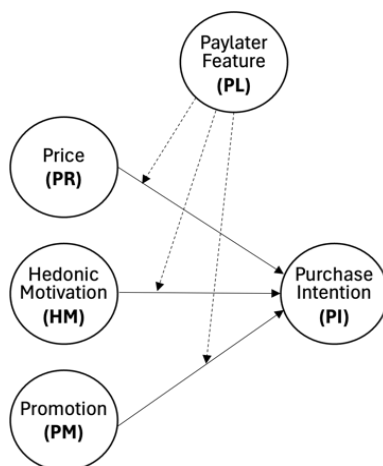 Paylater
Feature
(PL)
Price
(PR)
Hedonic
Motivation
(HM)
Purchase
Intention
(PI)
Promotion
(PM)